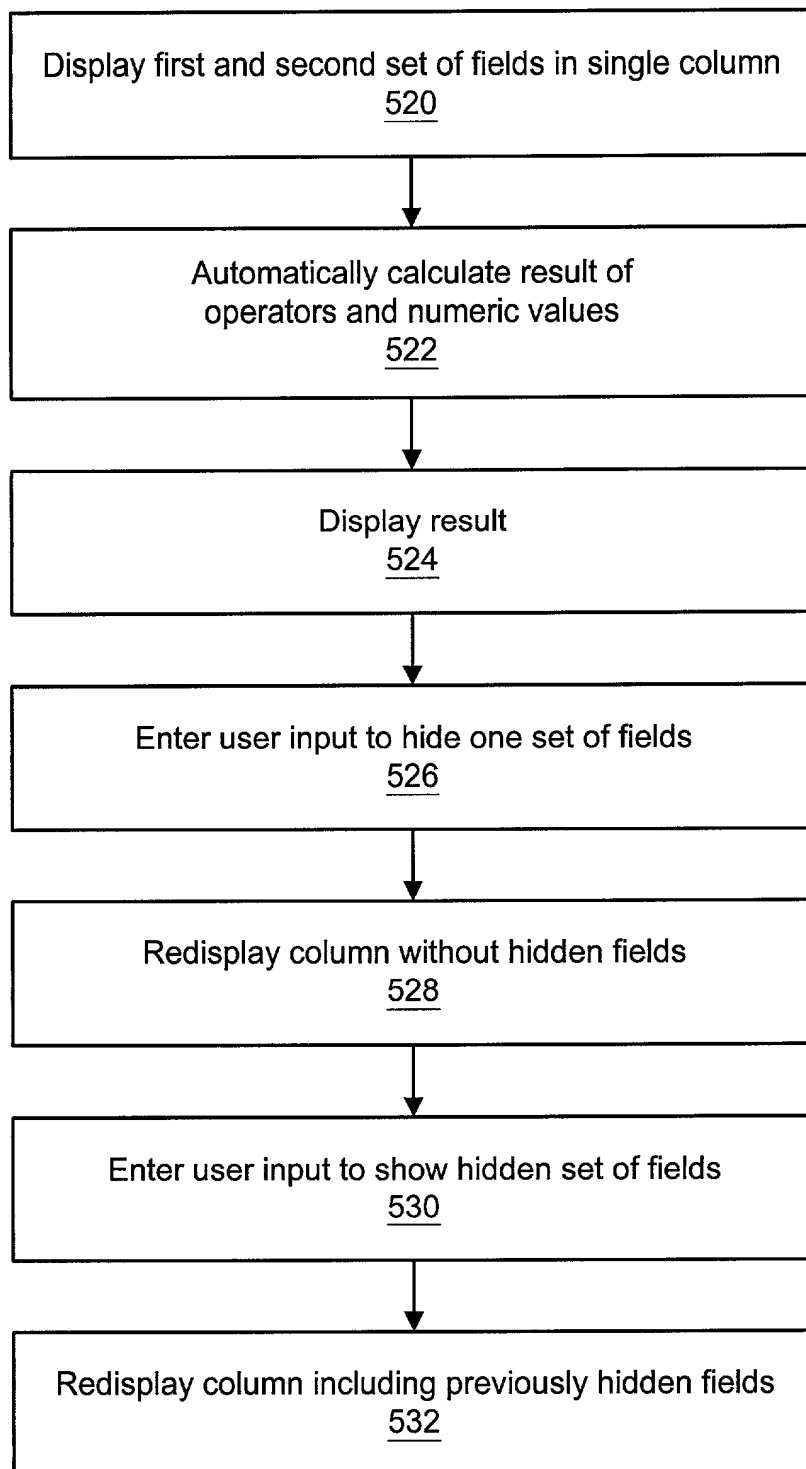 Display first and second set of fields in single column
520
Automatically calculate result of
operators and numeric values
522
Display result
524
Enter user input to hide one set of fields
526
Redisplay column without hidden fields
528
Enter user input to show hidden set of fields
530
Redisplay column including previously hidden fields
532